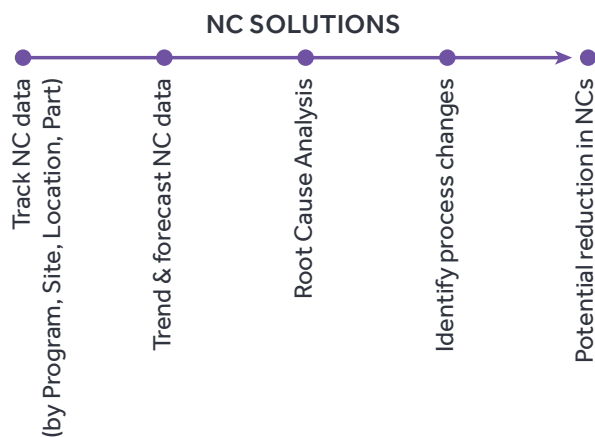 NC SOLUTIONS
Track NC data
(by Program, Site, Location, Part)
Trend & forecast NC data
Root Cause Analysis
Identify process changes
Potential reduction in NCs